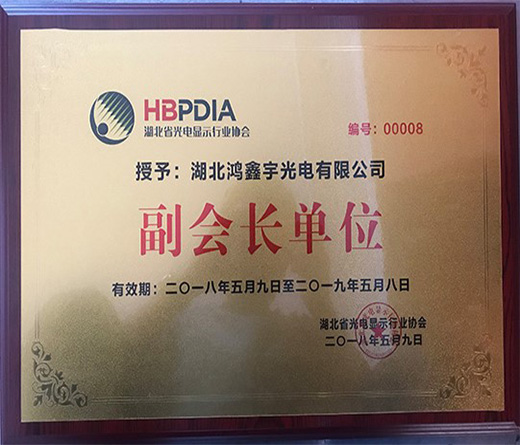 HBPDIA
湖北省光电显示行业协会
编号：00008
授予：湖北鸿鑫宇光电有限公司
副会长单位
有效期：二〇一八年五月九日至二〇一九年五月八日
湖北省光电显示行业协会
二〇一八年五月九日